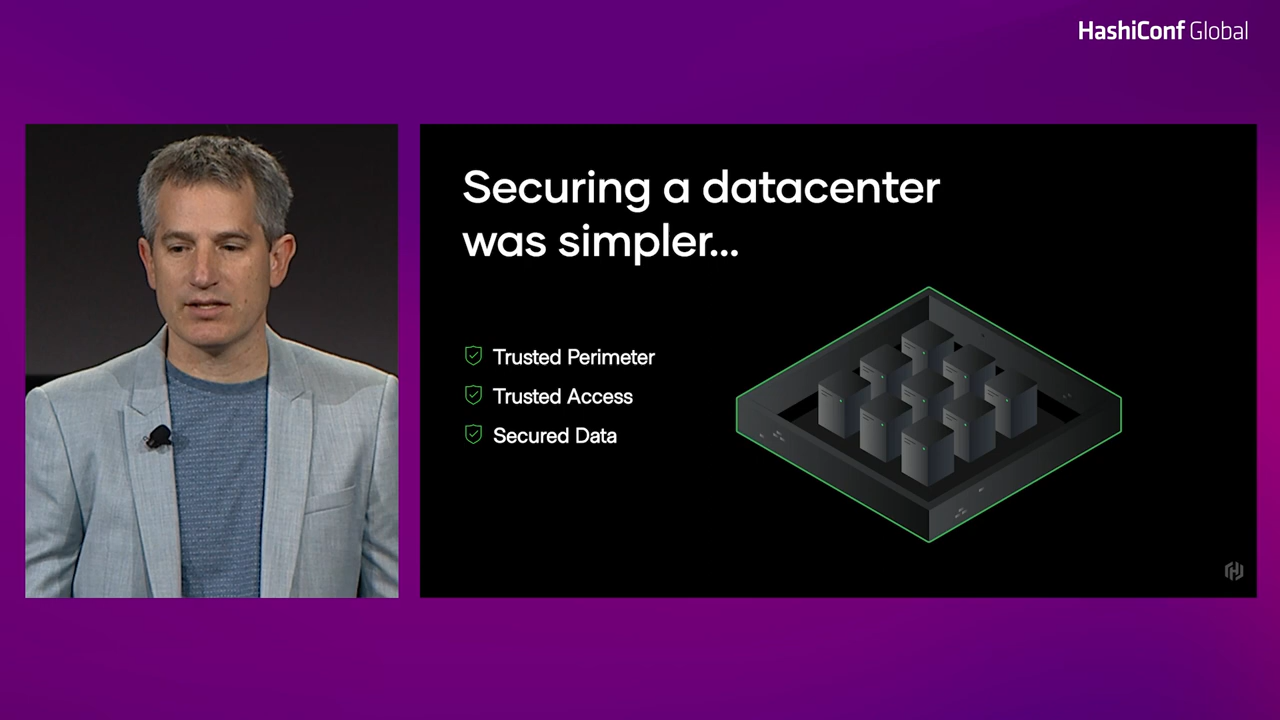 HashiConf Global
Securing a datacenter
was simpler...
Trusted Perimeter
Trusted Access
Secured Data